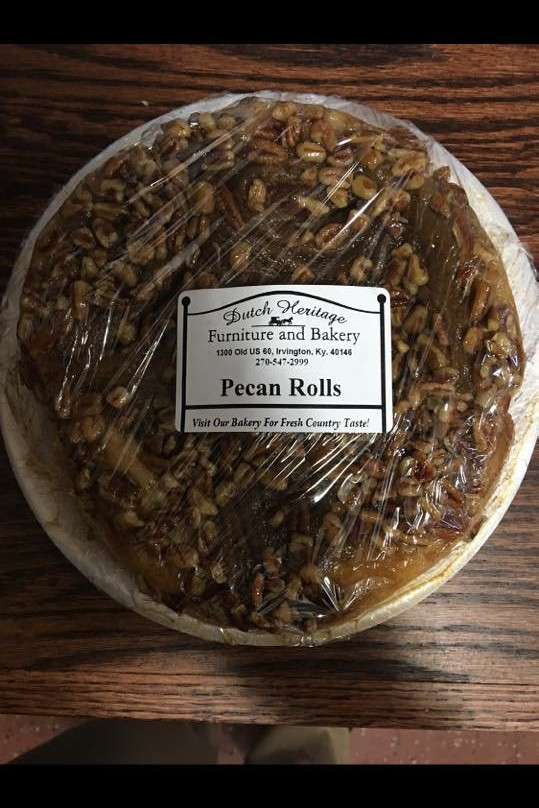 Dutch Heritage
Furniture and Bakery
1300 Old US 60, Irvington, Ky. 40146
270-547-2999
Pecan Rolls
Visit Our Bakery For Fresh Country Taste!